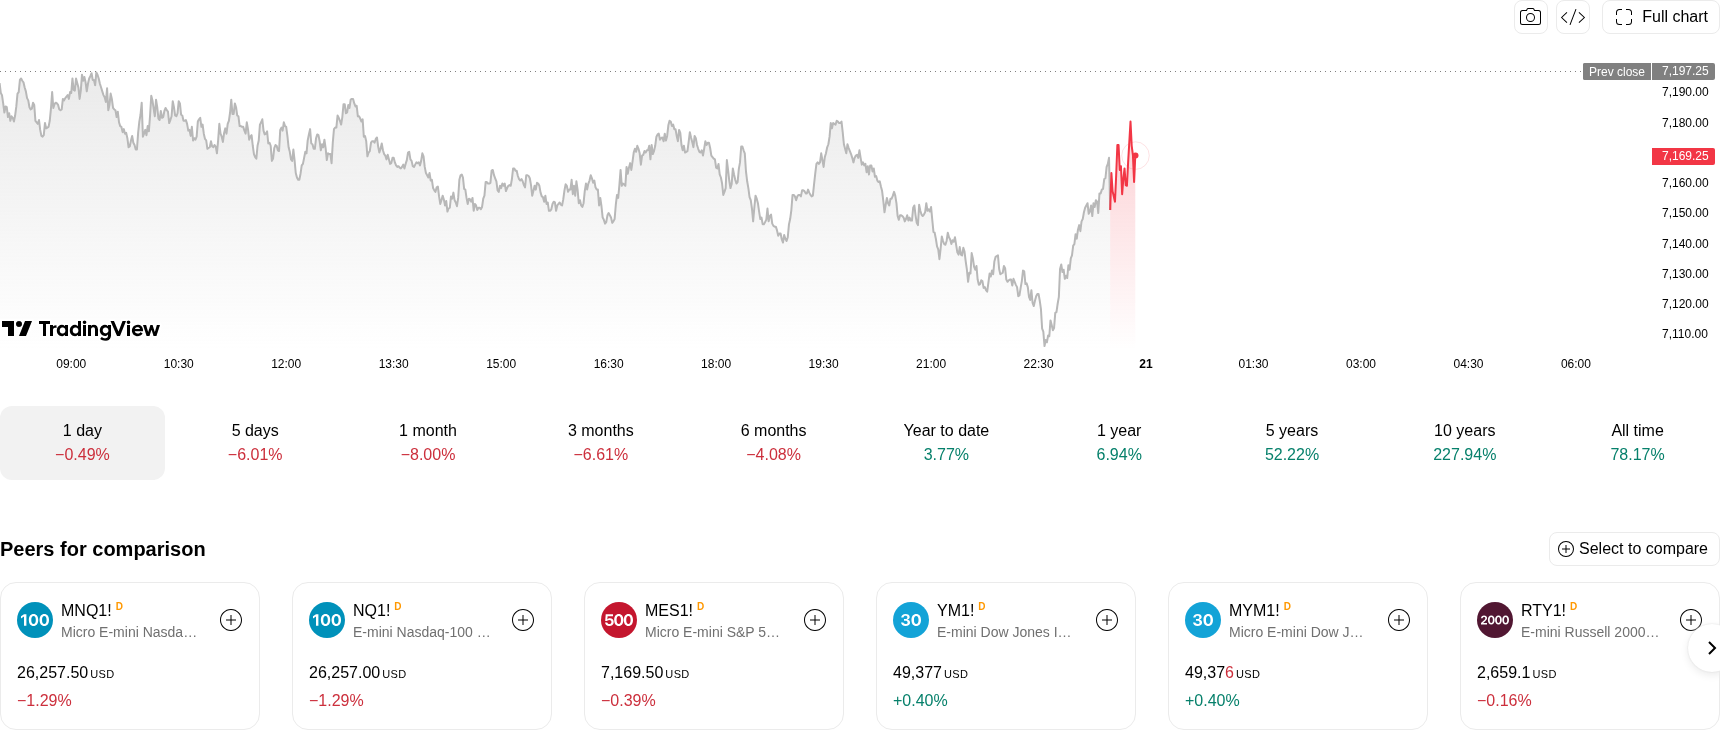 Full chart
Prev close 7,197.25
7,190.00
7,180.00
7,169.25
7,160.00
7,150.00
7,140.00
7,130.00
7,120.00
7,110.00
TradingView
09:00 10:30 12:00 13:30 15:00 16:30 18:00 19:30 21:00 22:30 21 01:30 03:00 04:30 06:00
1 day 5 days 1 month 3 months 6 months Year to date 1 year 5 years 10 years All time
−0.49% −6.01% −8.00% −6.61% −4.08% 3.77% 6.94% 52.22% 227.94% 78.17%
Peers for comparison
Select to compare
100 MNQ1! D
Micro E-mini Nasda…
26,257.50 USD
−1.29%
100 NQ1! D
E-mini Nasdaq-100 …
26,257.00 USD
−1.29%
500 MES1! D
Micro E-mini S&P 5…
7,169.50 USD
−0.39%
30 YM1! D
E-mini Dow Jones I…
49,377 USD
+0.40%
30 MYM1! D
Micro E-mini Dow J…
49,376 USD
+0.40%
2000 RTY1! D
E-mini Russell 2000…
2,659.1 USD
−0.16%